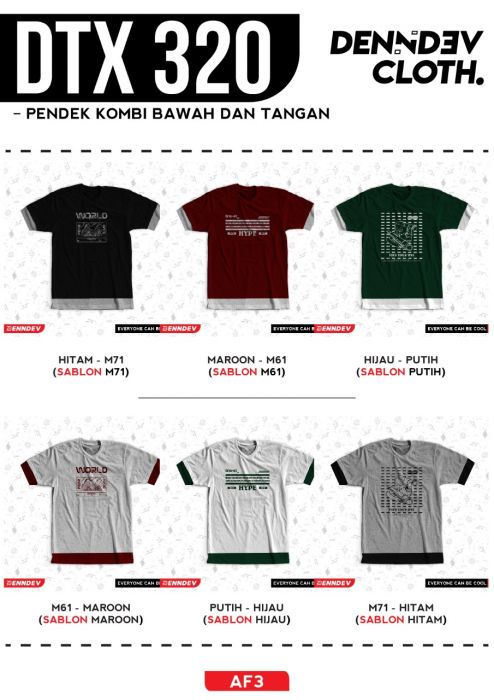 DTX 320
DENNDEV
CLOTH.
- PENDEK KOMBI BAWAH DAN TANGAN
WORLD
HYPE
DENNDEV
EVERYONE CAN B
DENNDEV
EVERYONE CAN B
DENNDEV
EVERYONE CAN BE COOL
HITAM - M71
(SABLON M71)
MAROON - M61
(SABLON M61)
HIJAU - PUTIH
(SABLON PUTIH)
WORLD
HYPE
DENNDEV
EVERYONE CAN B
DENNDEV
EVERYONE CAN B
DENNDEV
EVERYONE CAN BE COOL
M61 - MAROON
(SABLON MAROON)
PUTIH - HIJAU
(SABLON HIJAU)
M71 - HITAM
(SABLON HITAM)
AF3